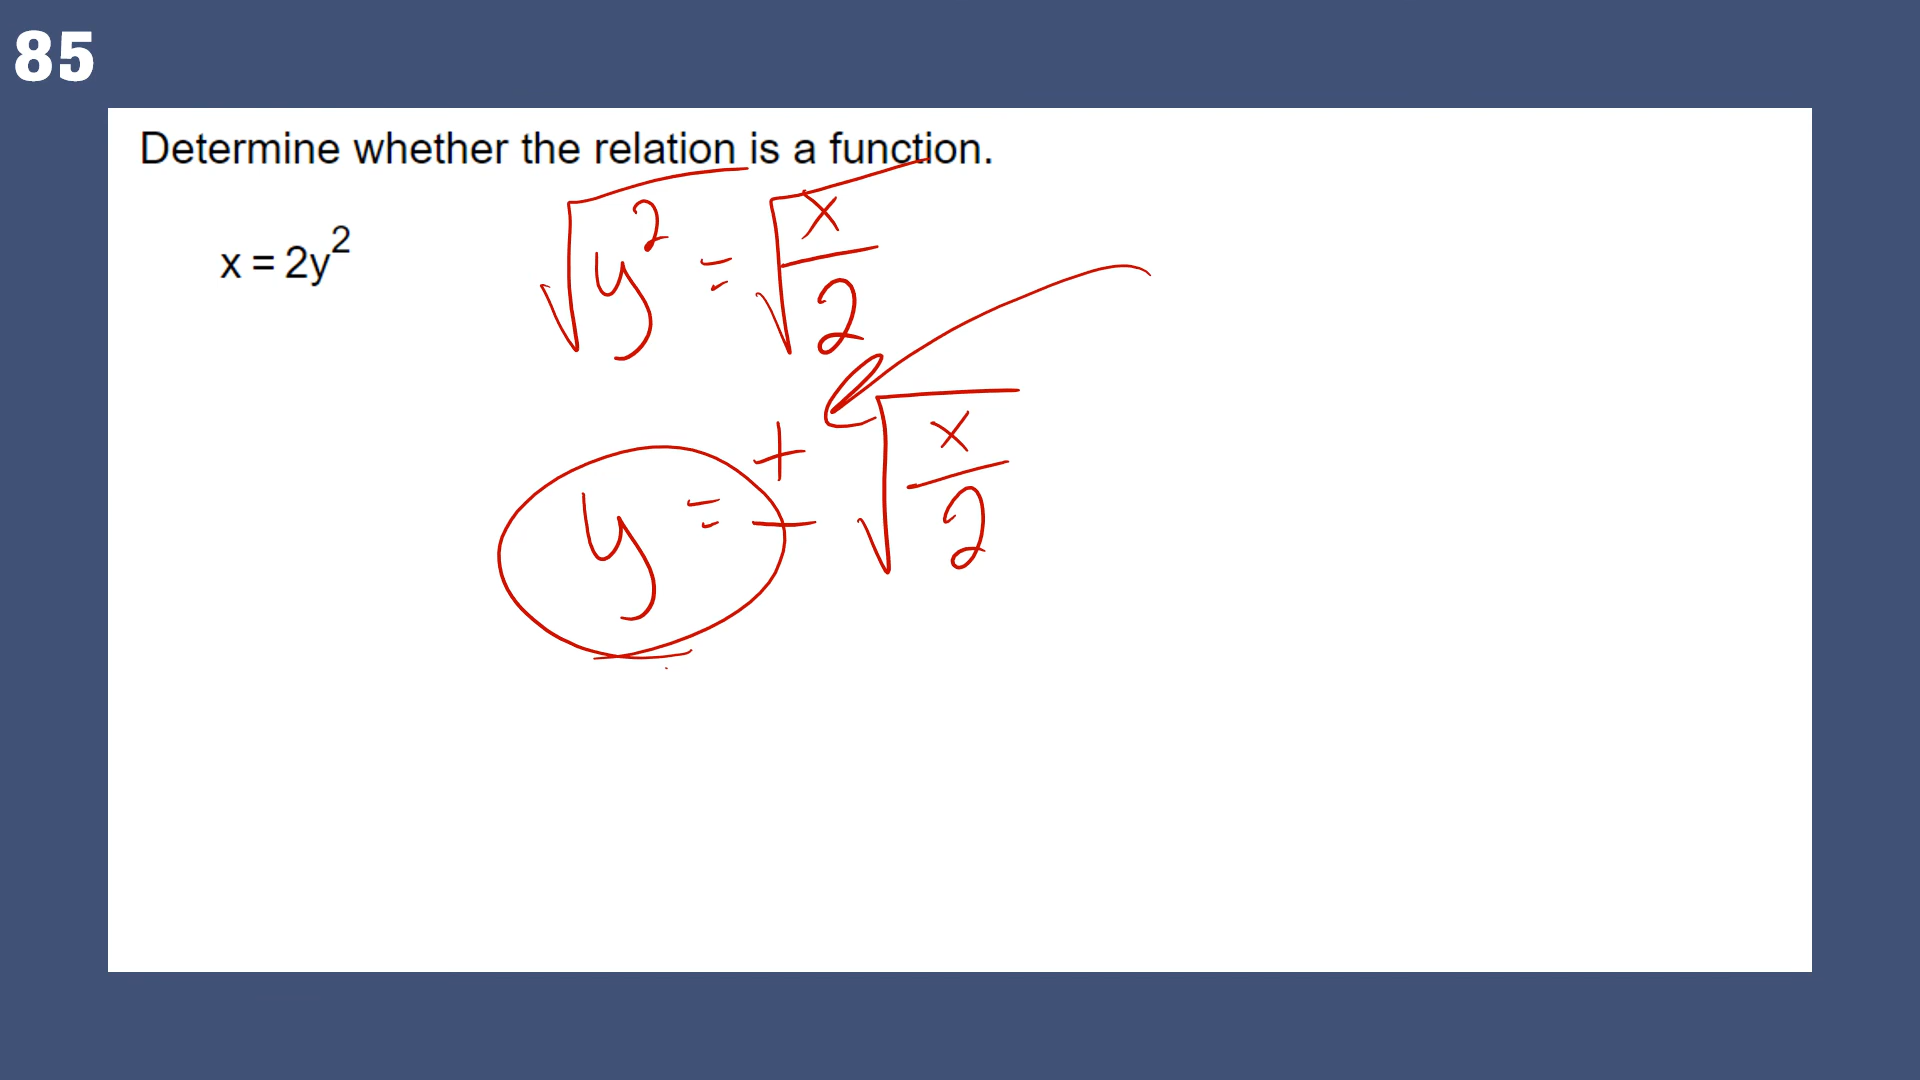 85
Determine whether the relation is a function.
x = 2y²
√y² = √x/2
y = ±√x/2